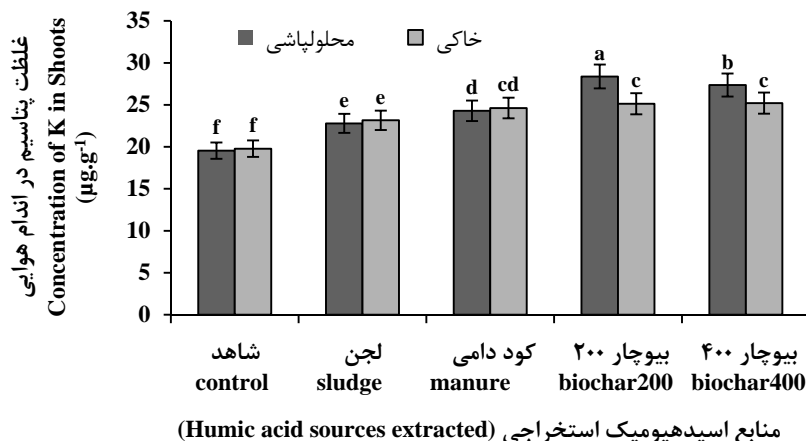 غلظت پتاسیم در اندام هوایی
Concentration of K in Shoots
(µg.g-1)
35
30
25
20
15
10
5
0
محلولپاشی
خاکی
f
f
e
e
d
cd
a
c
b
c
شاهد
control
لجن
sludge
کود دامی
manure
بیوچار ۲۰۰
biochar200
بیوچار ۴۰۰
biochar400
منابع اسیدهیومیک استخراجی (Humic acid sources extracted)